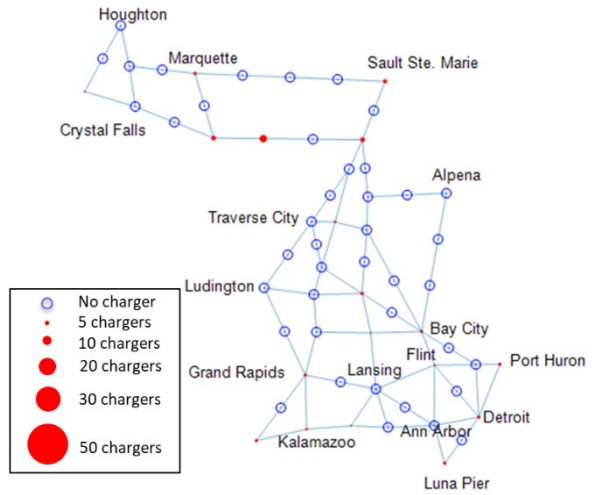 Houghton
Marquette
Sault Ste. Marie
Crystal Falls
Alpena
Traverse City
Ludington
No charger
5 chargers
10 chargers
20 chargers
30 chargers
50 chargers
Bay City
Flint
Port Huron
Grand Rapids
Lansing
Detroit
Kalamazoo
Ann Arbor
Luna Pier